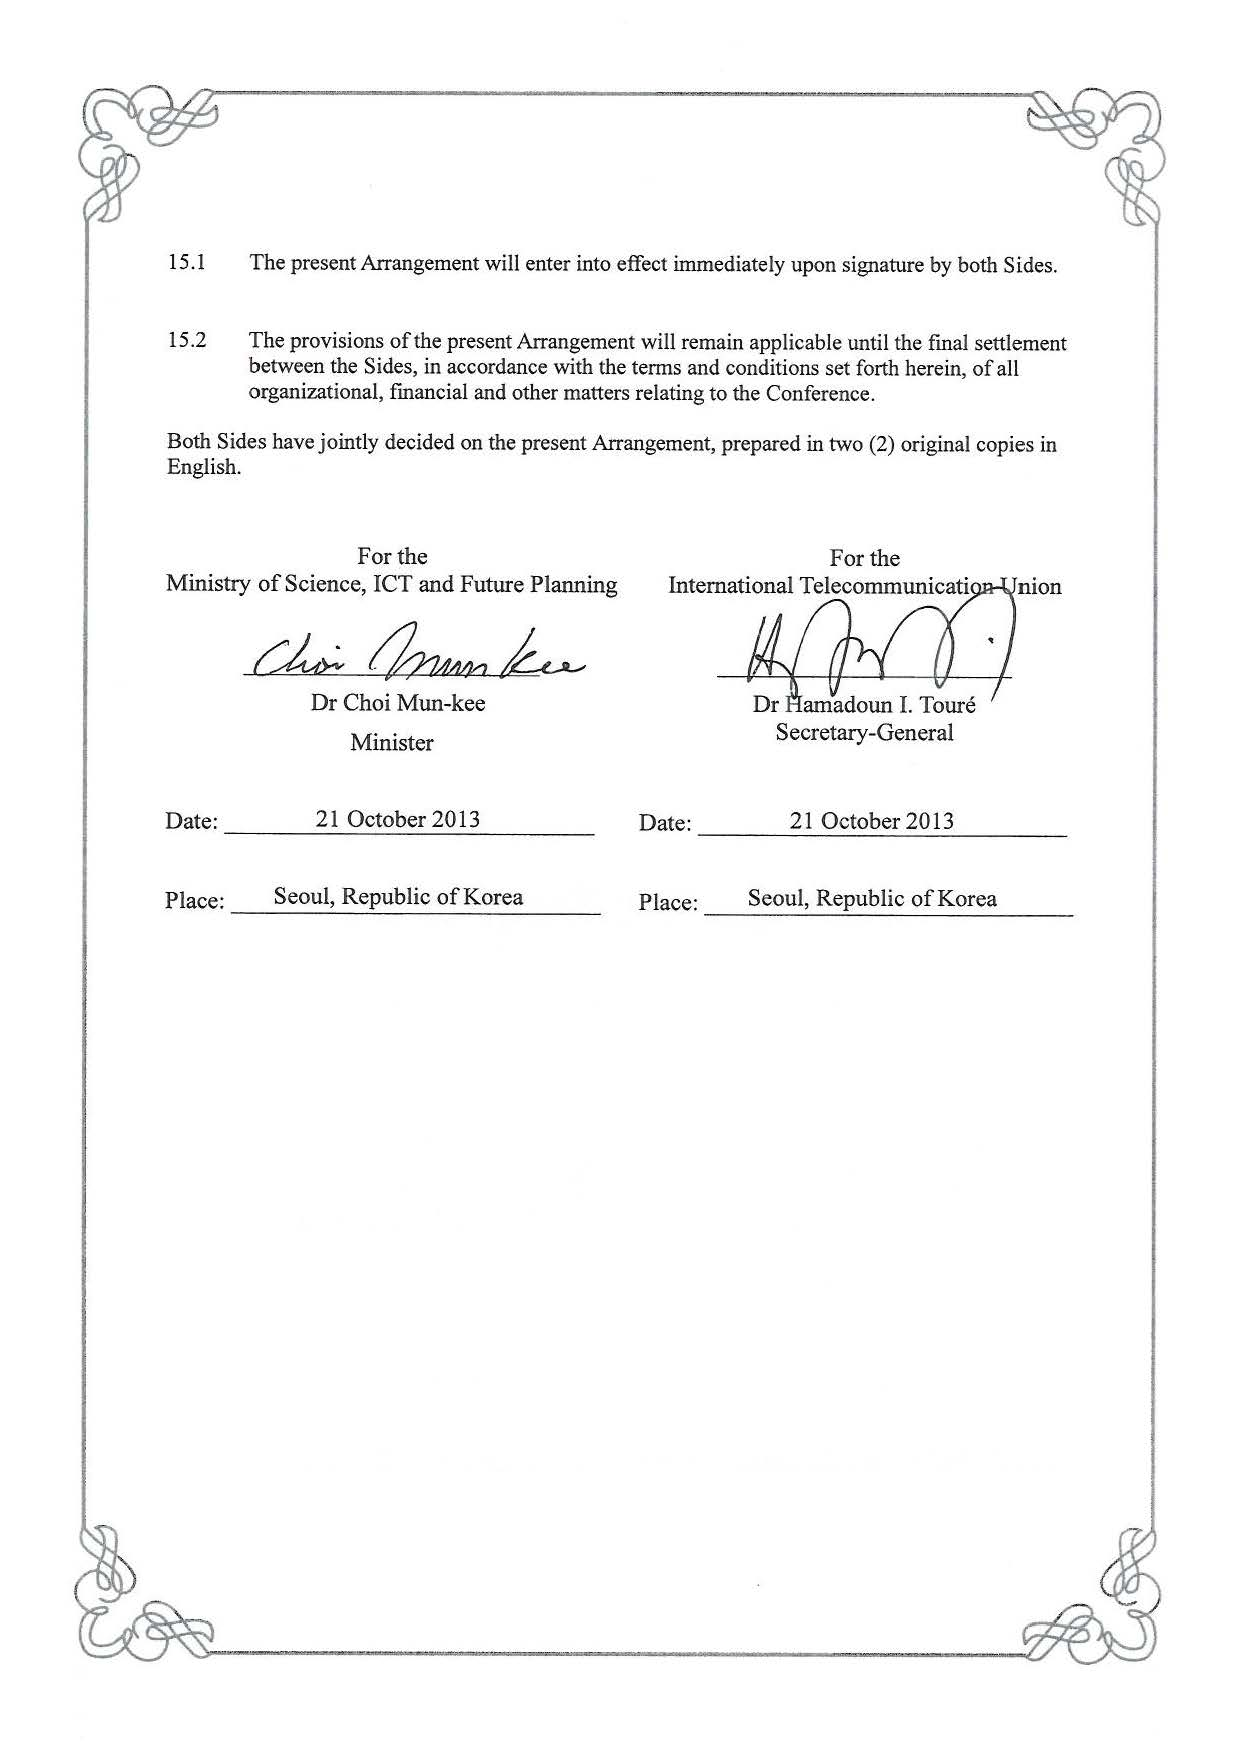 15.1 The present Arrangement will enter into effect immediately upon signature by both Sides.
15.2 The provisions of the present Arrangement will remain applicable until the final settlement
between the Sides, in accordance with the terms and conditions set forth herein, of all
organizational, financial and other matters relating to the Conference.
Both Sides have jointly decided on the present Arrangement, prepared in two (2) original copies in
English.
For the
Ministry of Science, ICT and Future Planning
Choi Mun kee
Dr Choi Mun-kee
Minister
Date: 21 October 2013
Place: Seoul, Republic of Korea
For the
International Telecommunication Union
Dr Hamadoun I. Touré
Secretary-General
Date: 21 October 2013
Place: Seoul, Republic of Korea